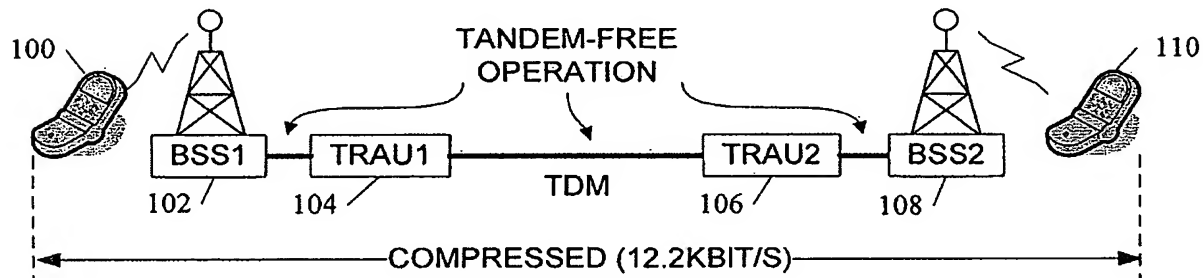 100
TANDEM-FREE
OPERATION
110
BSS1
TRAU1
TRAU2
BSS2
TDM
102
104
106
108
COMPRESSED (12.2KBIT/S)